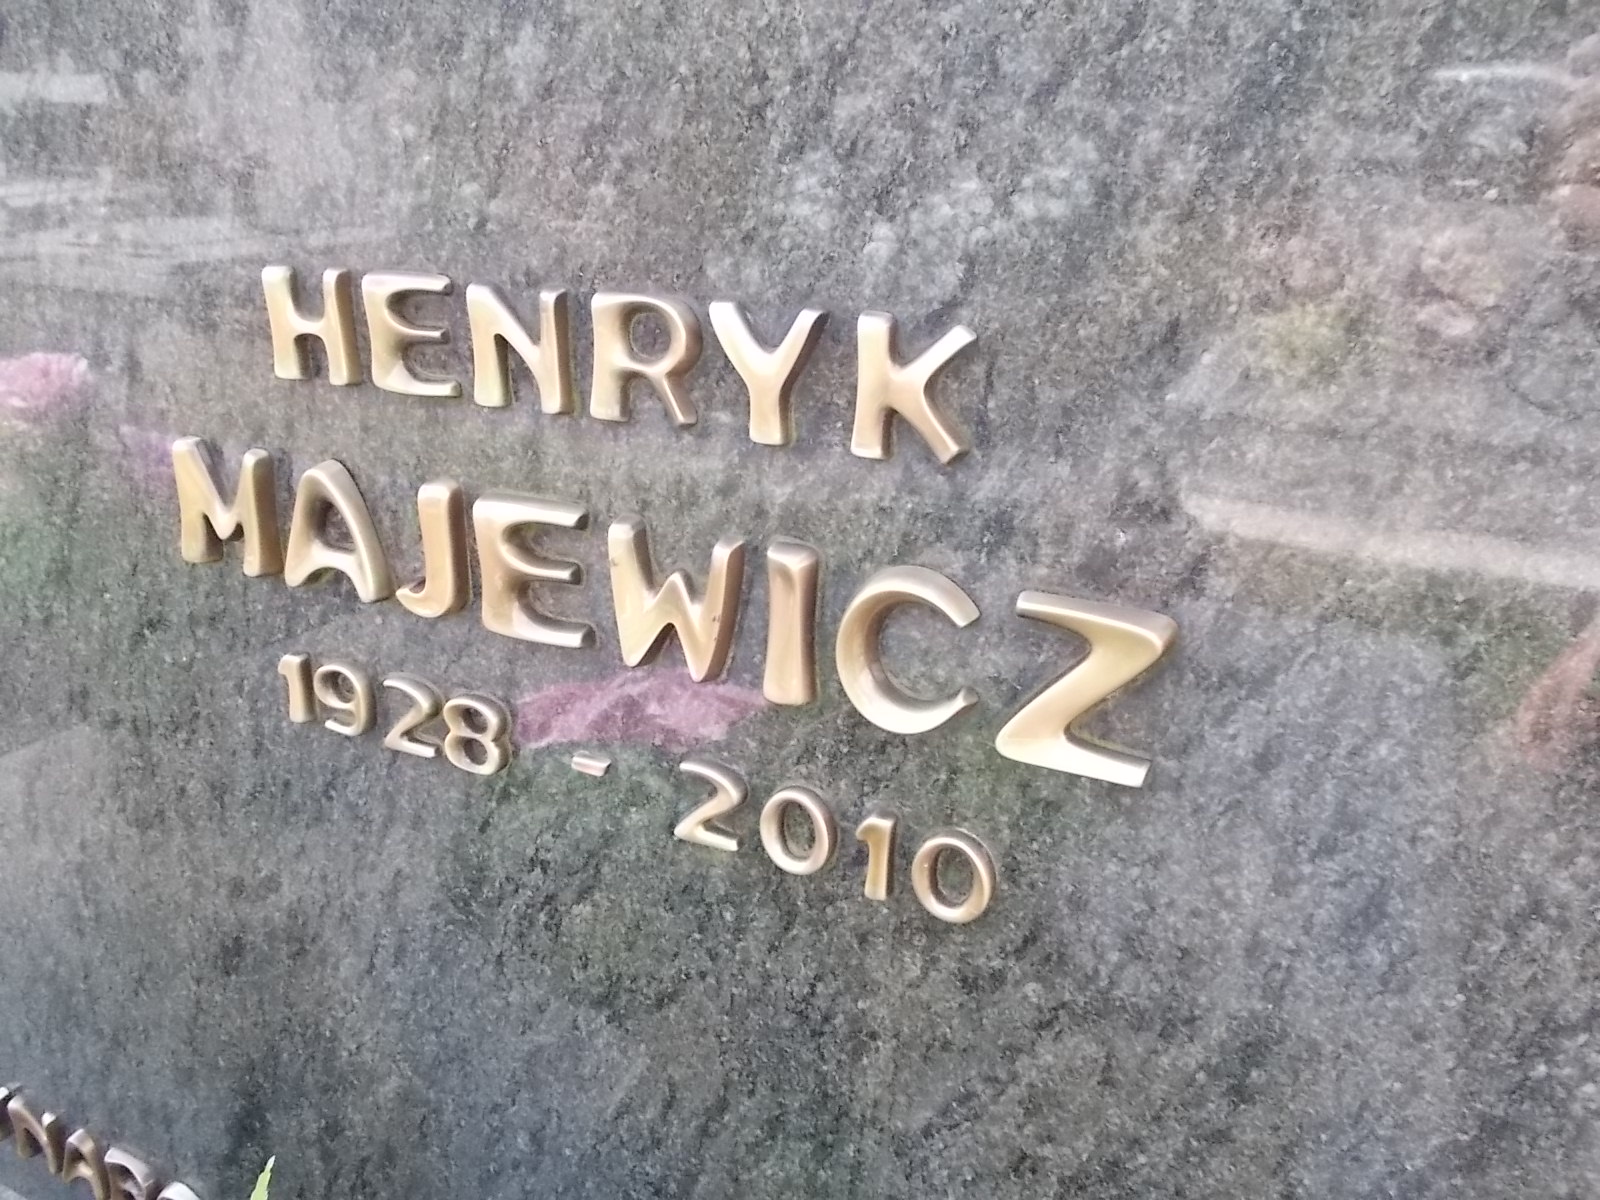 HENRYK
MAJEWICZ
1928 - 2010